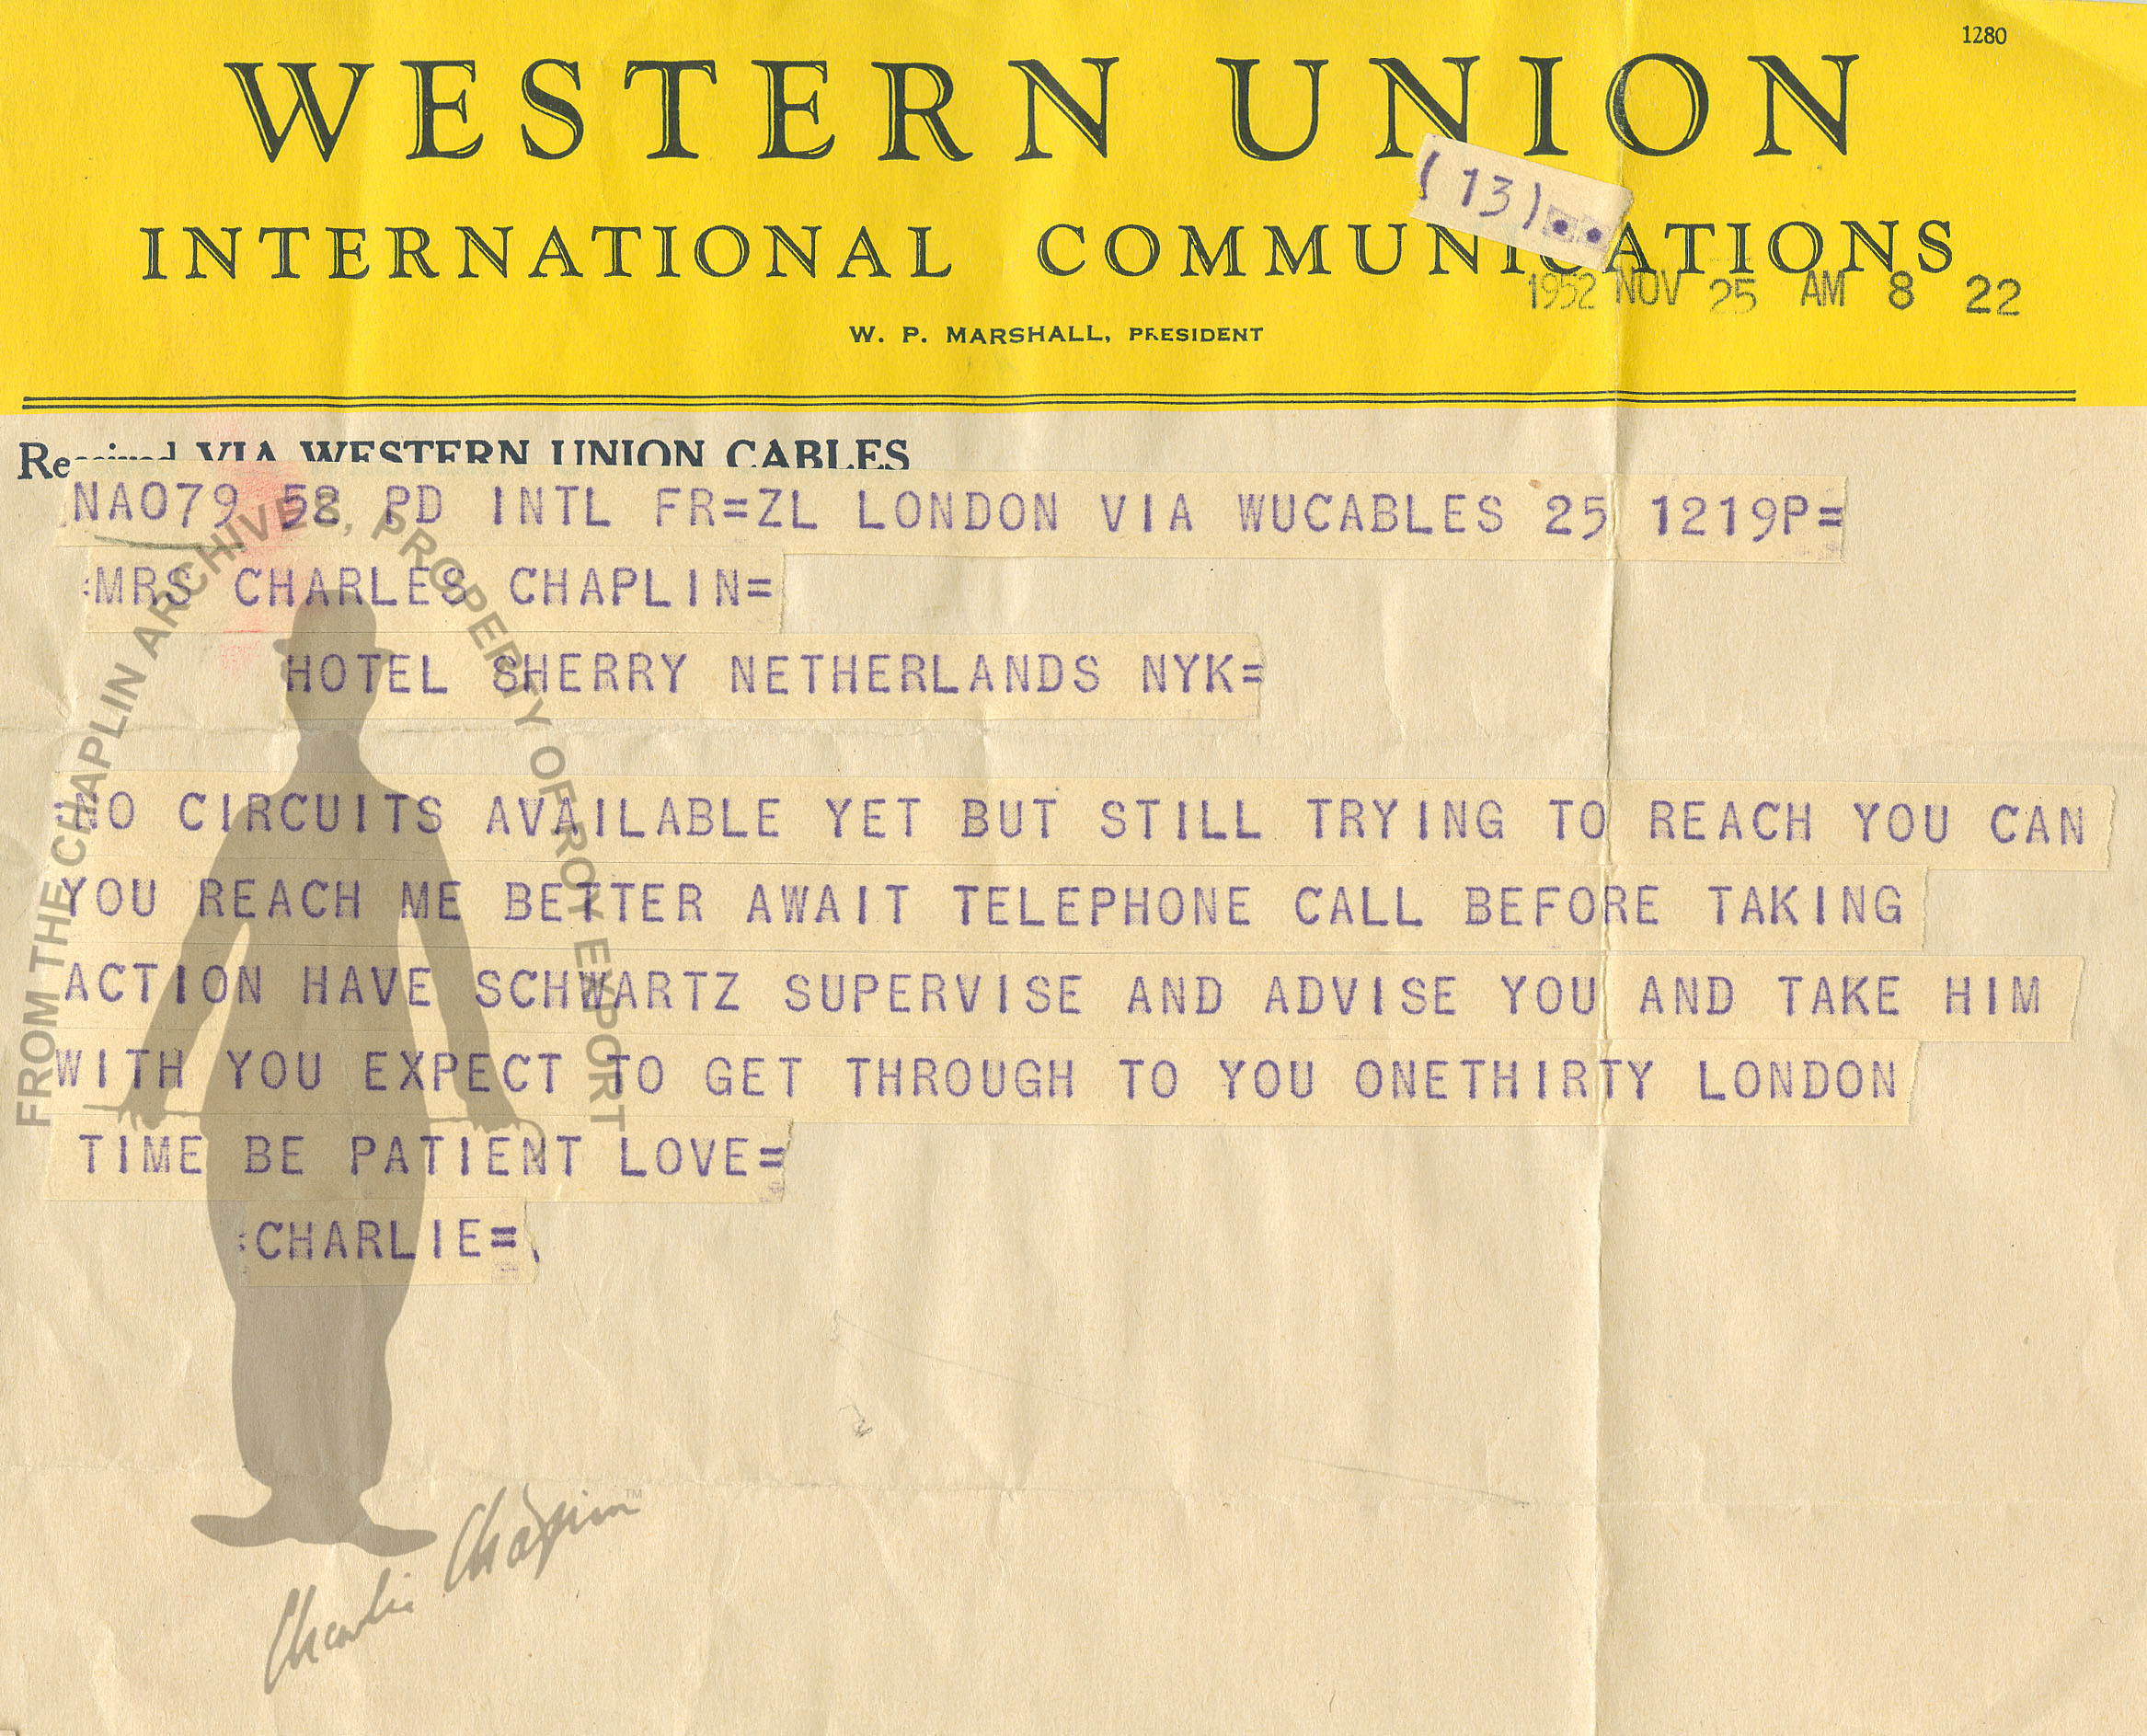 1280
WESTERN UNION
(13)
INTERNATIONAL COMMUNICATIONS
1952 NOV 25 AM 8 22
W. P. MARSHALL, PRESIDENT
Received VIA WESTERN UNION CABLES
NA079 58 PD INTL FR=ZL LONDON VIA WUCABLES 25 1219P=
:MRS CHARLES CHAPLIN=
HOTEL SHERRY NETHERLANDS NYK=
NO CIRCUITS AVAILABLE YET BUT STILL TRYING TO REACH YOU CAN
YOU REACH ME BETTER AWAIT TELEPHONE CALL BEFORE TAKING
ACTION HAVE SCHWARTZ SUPERVISE AND ADVISE YOU AND TAKE HIM
WITH YOU EXPECT TO GET THROUGH TO YOU ONETHIRTY LONDON
TIME BE PATIENT LOVE=
:CHARLIE=
FROM THE CHAPLIN ARCHIVES, PROPERTY OF ROY EXPORT
Charlie Chaplin™